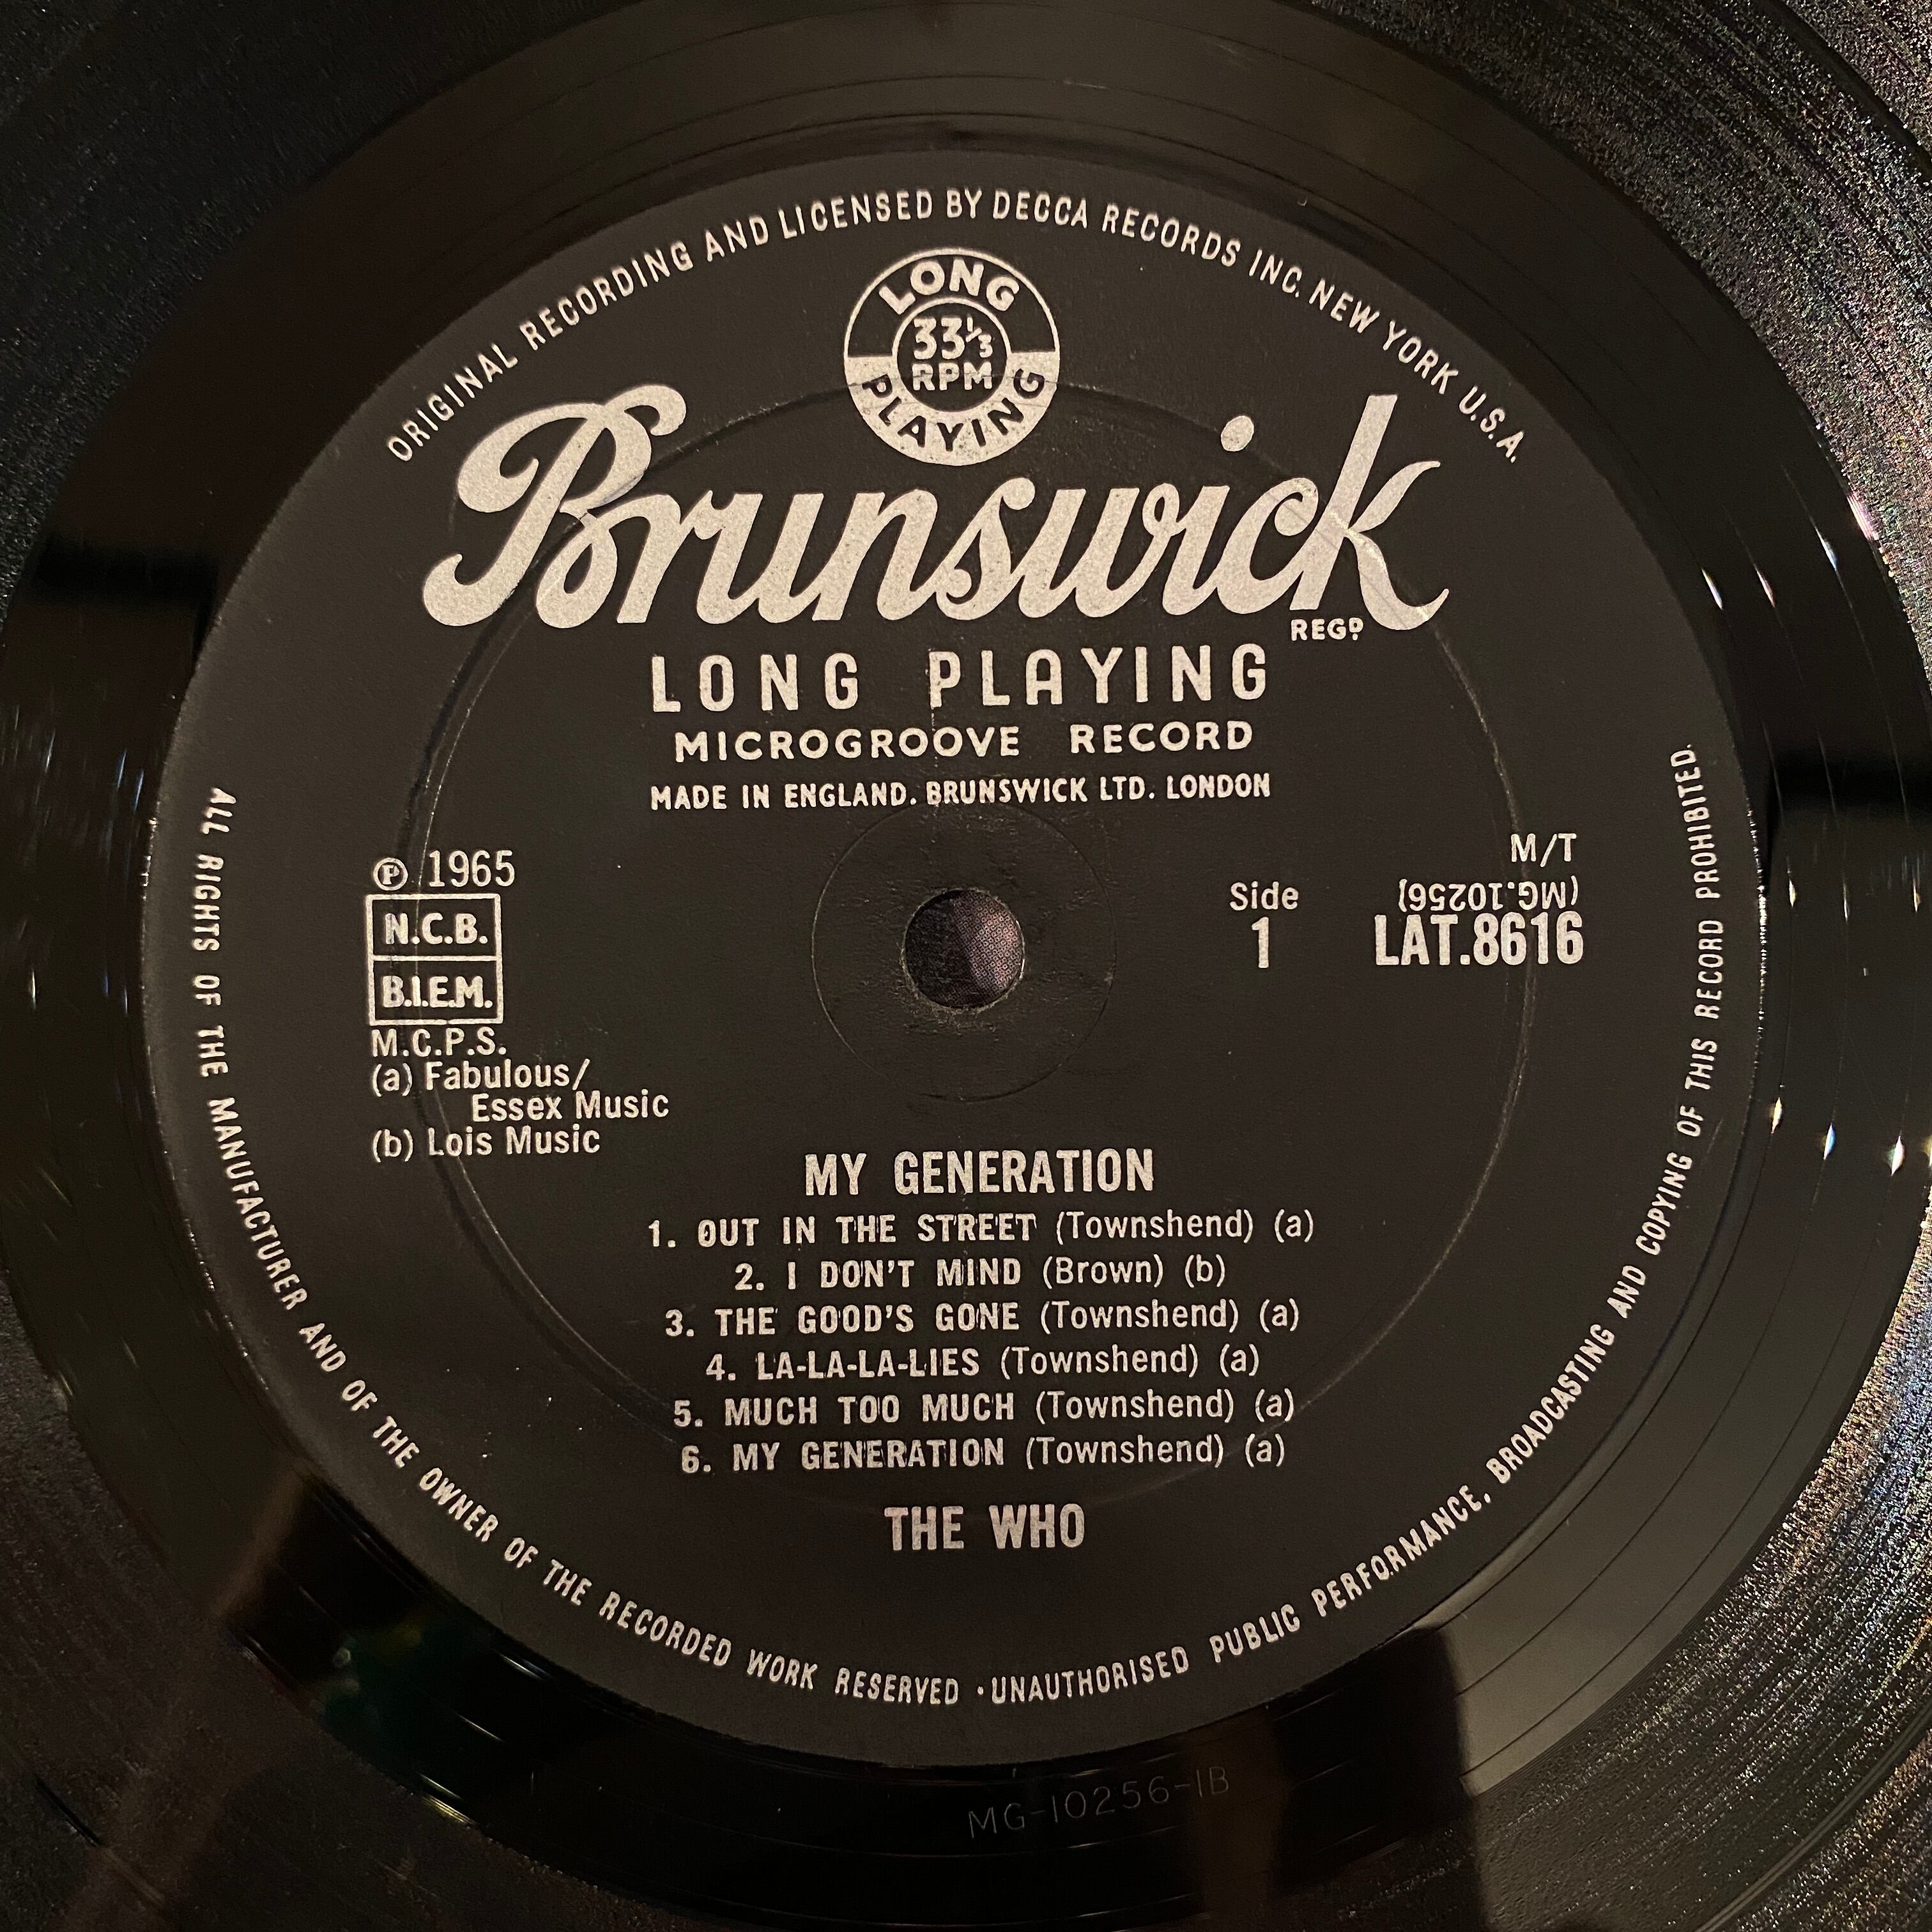 ORIGINAL RECORDING AND LICENSED BY DECCA RECORDS INC. NEW YORK U.S.A.
LONG
33⅓
RPM
PLAYING
Brunswick
REGD
LONG PLAYING
MICROGROOVE RECORD
MADE IN ENGLAND. BRUNSWICK LTD. LONDON
℗ 1965
N.C.B.
B.I.E.M.
M.C.P.S.
(a) Fabulous/
Essex Music
(b) Lois Music
Side
1
M/T
(MG.10256)
LAT.8616
MY GENERATION
1. OUT IN THE STREET (Townshend) (a)
2. I DON'T MIND (Brown) (b)
3. THE GOOD'S GONE (Townshend) (a)
4. LA-LA-LA-LIES (Townshend) (a)
5. MUCH TOO MUCH (Townshend) (a)
6. MY GENERATION (Townshend) (a)
THE WHO
ALL RIGHTS OF THE MANUFACTURER AND OF THE OWNER OF THE RECORDED WORK RESERVED · UNAUTHORISED PUBLIC PERFORMANCE, BROADCASTING AND COPYING OF THIS RECORD PROHIBITED.
MG-10256-1B